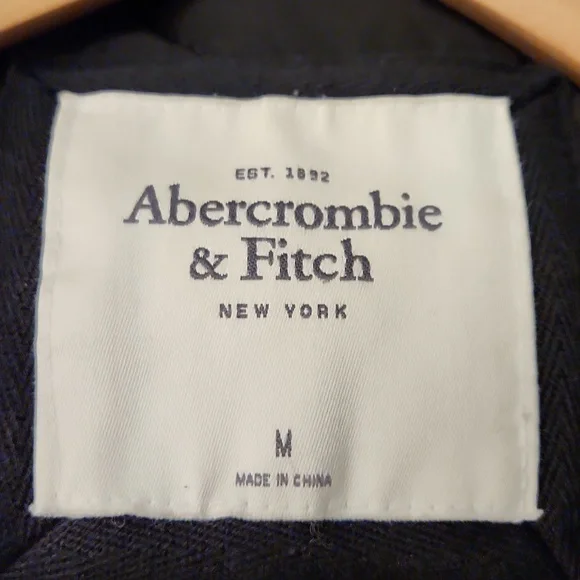 EST. 1892
Abercrombie
& Fitch
NEW YORK
M
MADE IN CHINA